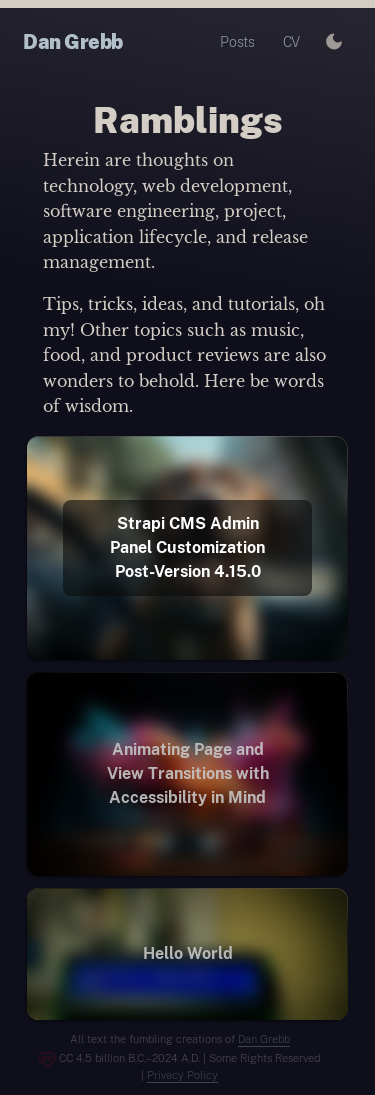 Dan Grebb
Posts
CV
Ramblings
Herein are thoughts on
technology, web development,
software engineering, project,
application lifecycle, and release
management.
Tips, tricks, ideas, and tutorials, oh
my! Other topics such as music,
food, and product reviews are also
wonders to behold. Here be words
of wisdom.
Strapi CMS Admin
Panel Customization
Post-Version 4.15.0
Animating Page and
View Transitions with
Accessibility in Mind
Hello World
All text the fumbling creations of Dan Grebb
CC 4.5 billion B.C.–2024 A.D. | Some Rights Reserved
| Privacy Policy